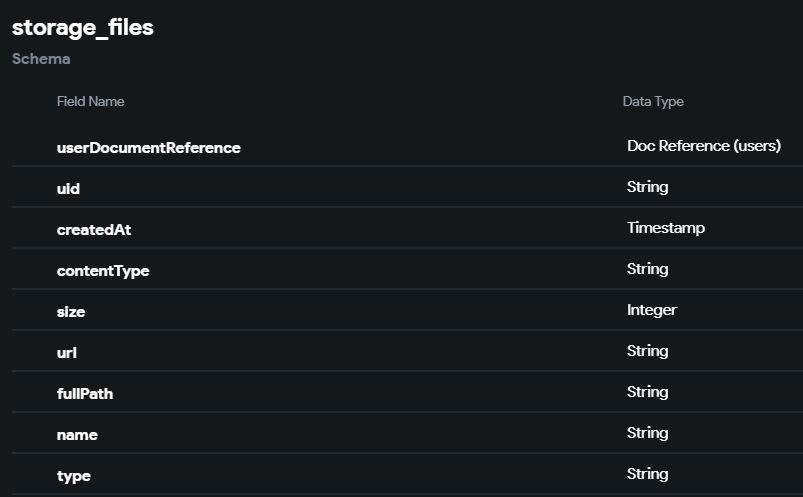 storage_files
Schema
Field Name Data Type
userDocumentReference Doc Reference (users)
uid String
createdAt Timestamp
contentType String
size Integer
url String
fullPath String
name String
type String